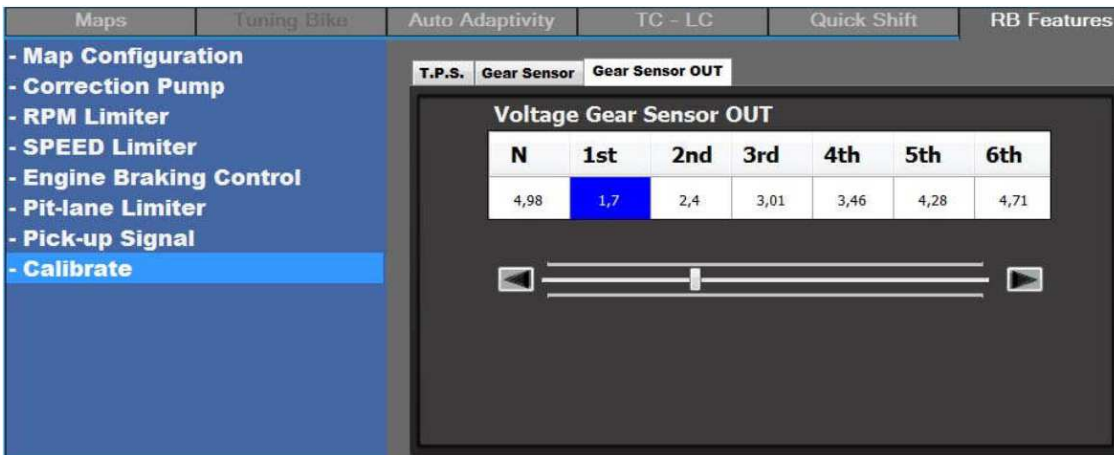 Maps Tuning Bike Auto Adaptivity TC - LC Quick Shift RB Features
- Map Configuration
- Correction Pump
- RPM Limiter
- SPEED Limiter
- Engine Braking Control
- Pit-lane Limiter
- Pick-up Signal
- Calibrate
T.P.S. Gear Sensor Gear Sensor OUT
Voltage Gear Sensor OUT
N 1st 2nd 3rd 4th 5th 6th
4,98 1,7 2,4 3,01 3,46 4,28 4,71